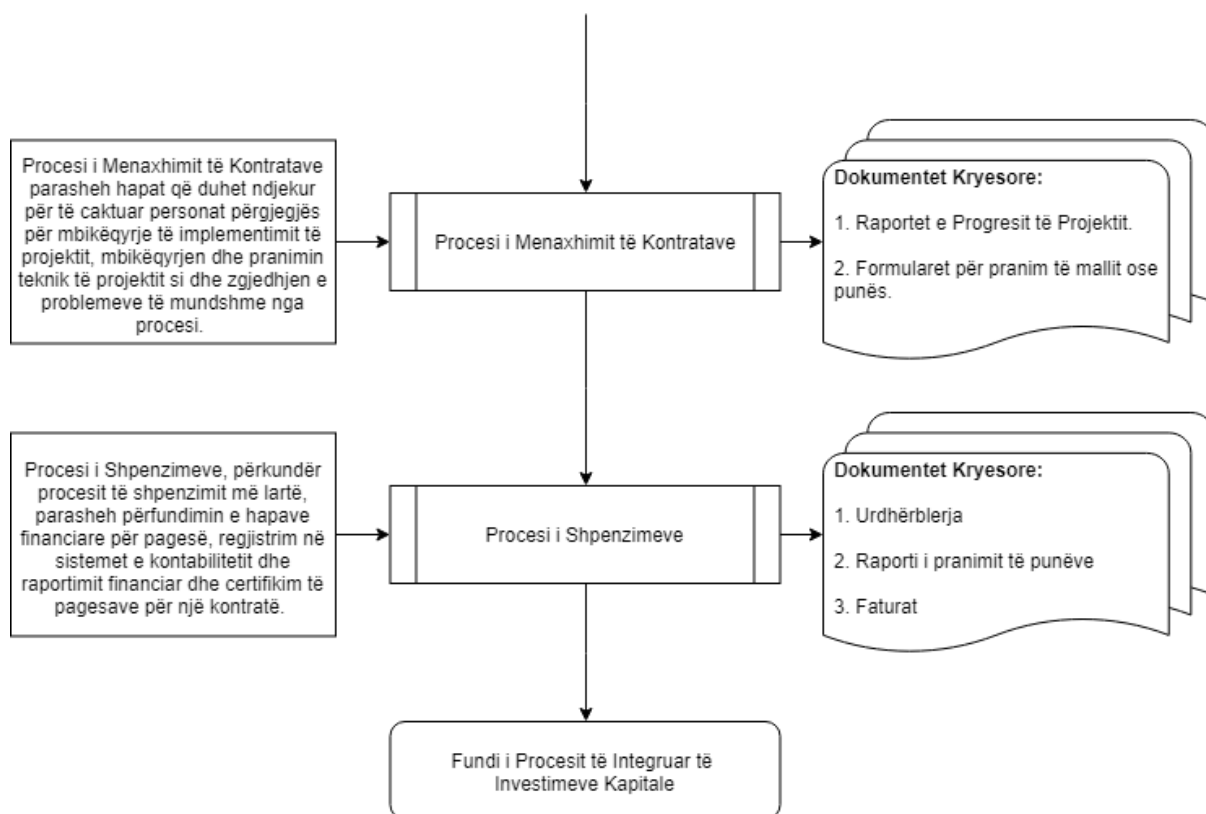 Procesi i Menaxhimit të Kontratave
parasheh hapat që duhet ndjekur
për të caktuar personat përgjegjës
për mbikëqyrje të implementimit të
projektit, mbikëqyrjen dhe pranimin
teknik të projektit si dhe zgjedhjen e
problemeve të mundshme nga
procesi.
Procesi i Menaxhimit të Kontratave
Dokumentet Kryesore:
1. Raportet e Progresit të Projektit.
2. Formularet për pranim të mallit ose
punës.
Procesi i Shpenzimeve, përkundër
procesit të shpenzimit më lartë,
parasheh përfundimin e hapave
financiare për pagesë, regjistrim në
sistemet e kontabilitetit dhe
raportimit financiar dhe certifikim të
pagesave për një kontratë.
Procesi i Shpenzimeve
Dokumentet Kryesore:
1. Urdhërblerja
2. Raporti i pranimit të punëve
3. Faturat
Fundi i Procesit të Integruar të
Investimeve Kapitale